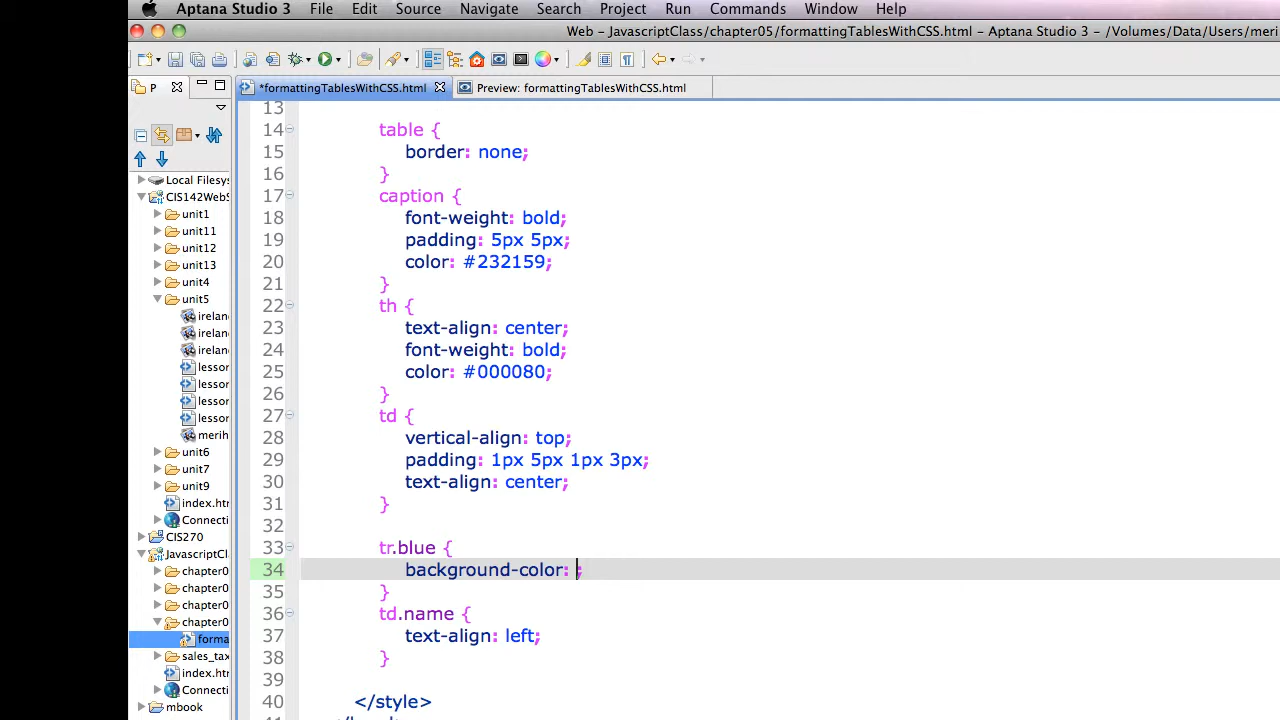 Aptana Studio 3 File Edit Source Navigate Search Project Run Commands Window Help
Web - JavascriptClass/chapter05/formattingTablesWithCSS.html - Aptana Studio 3 - /Volumes/Data/Users/meri
P
*formattingTablesWithCSS.html
Preview: formattingTablesWithCSS.html
Local Filesys
CIS142WebS
unit1
unit11
unit12
unit13
unit4
unit5
irelan
irelan
irelan
lesson
lesson
lesson
lesson
merih
unit6
unit7
unit9
index.htm
Connecti
CIS270
JavascriptCl
chapter0
chapter0
chapter0
chapter0
forma
sales_tax
index.htm
Connecti
mbook
13
14 table {
15 border: none;
16 }
17 caption {
18 font-weight: bold;
19 padding: 5px 5px;
20 color: #232159;
21 }
22 th {
23 text-align: center;
24 font-weight: bold;
25 color: #000080;
26 }
27 td {
28 vertical-align: top;
29 padding: 1px 5px 1px 3px;
30 text-align: center;
31 }
32
33 tr.blue {
34 background-color: ;
35 }
36 td.name {
37 text-align: left;
38 }
39
40 </style>